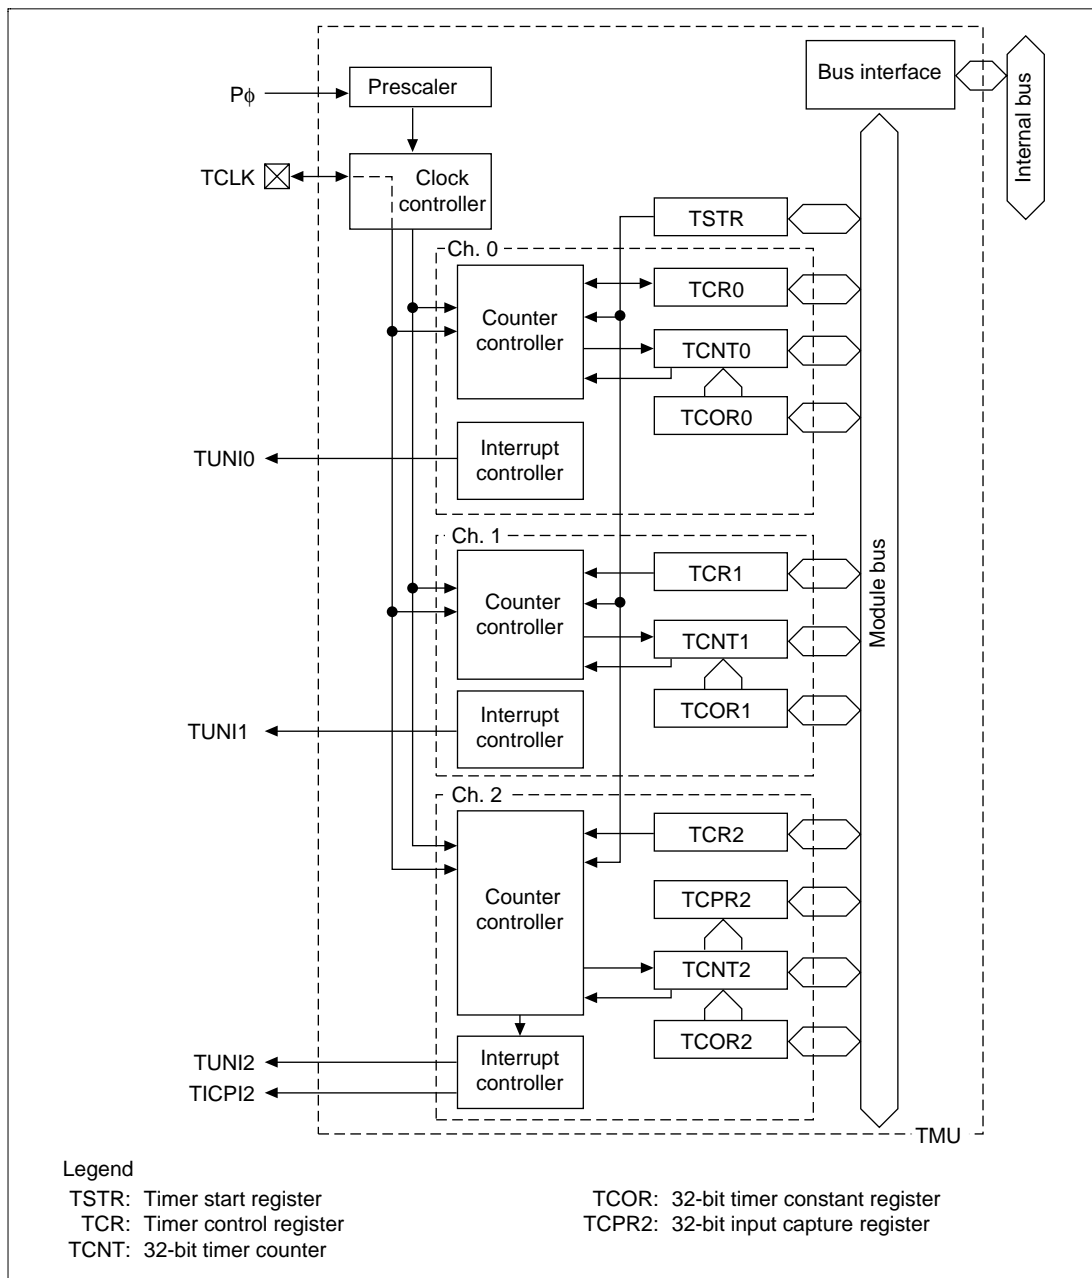 Bus interface
Internal bus
Prescaler
Pϕ
TCLK
Clock
controller
TSTR
Ch. 0
Counter
controller
TCR0
TCNT0
TCOR0
Interrupt
controller
TUNI0
Ch. 1
Counter
controller
TCR1
TCNT1
TCOR1
Interrupt
controller
TUNI1
Module bus
Ch. 2
Counter
controller
TCR2
TCPR2
TCNT2
TCOR2
Interrupt
controller
TUNI2
TICPI2
TMU
Legend
TSTR: Timer start register
TCR: Timer control register
TCNT: 32-bit timer counter
TCOR: 32-bit timer constant register
TCPR2: 32-bit input capture register